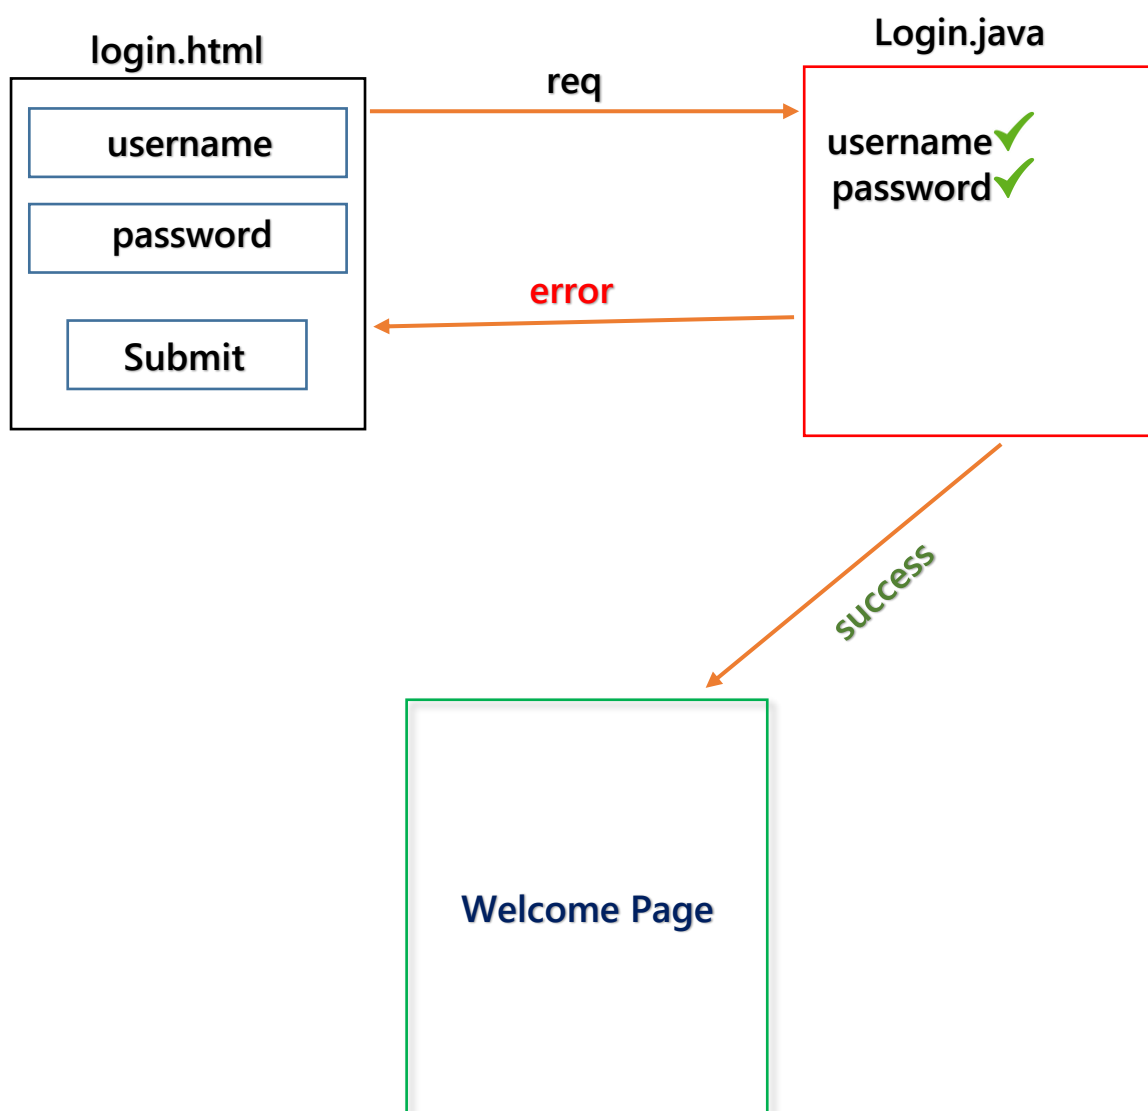 login.html
Login.java
req
username
password
Submit
username
password
error
success
Welcome Page